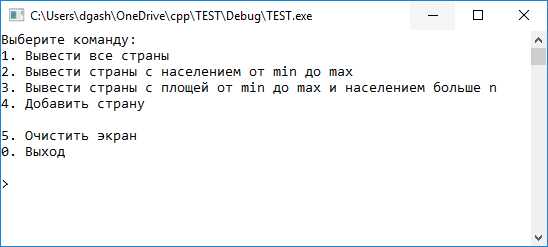 C:\Users\dgash\OneDrive\cpp\TEST\Debug\TEST.exe
Выберите команду:
1. Вывести все страны
2. Вывести страны с населением от min до max
3. Вывести страны с площей от min до max и населением больше n
4. Добавить страну
5. Очистить экран
0. Выход
>